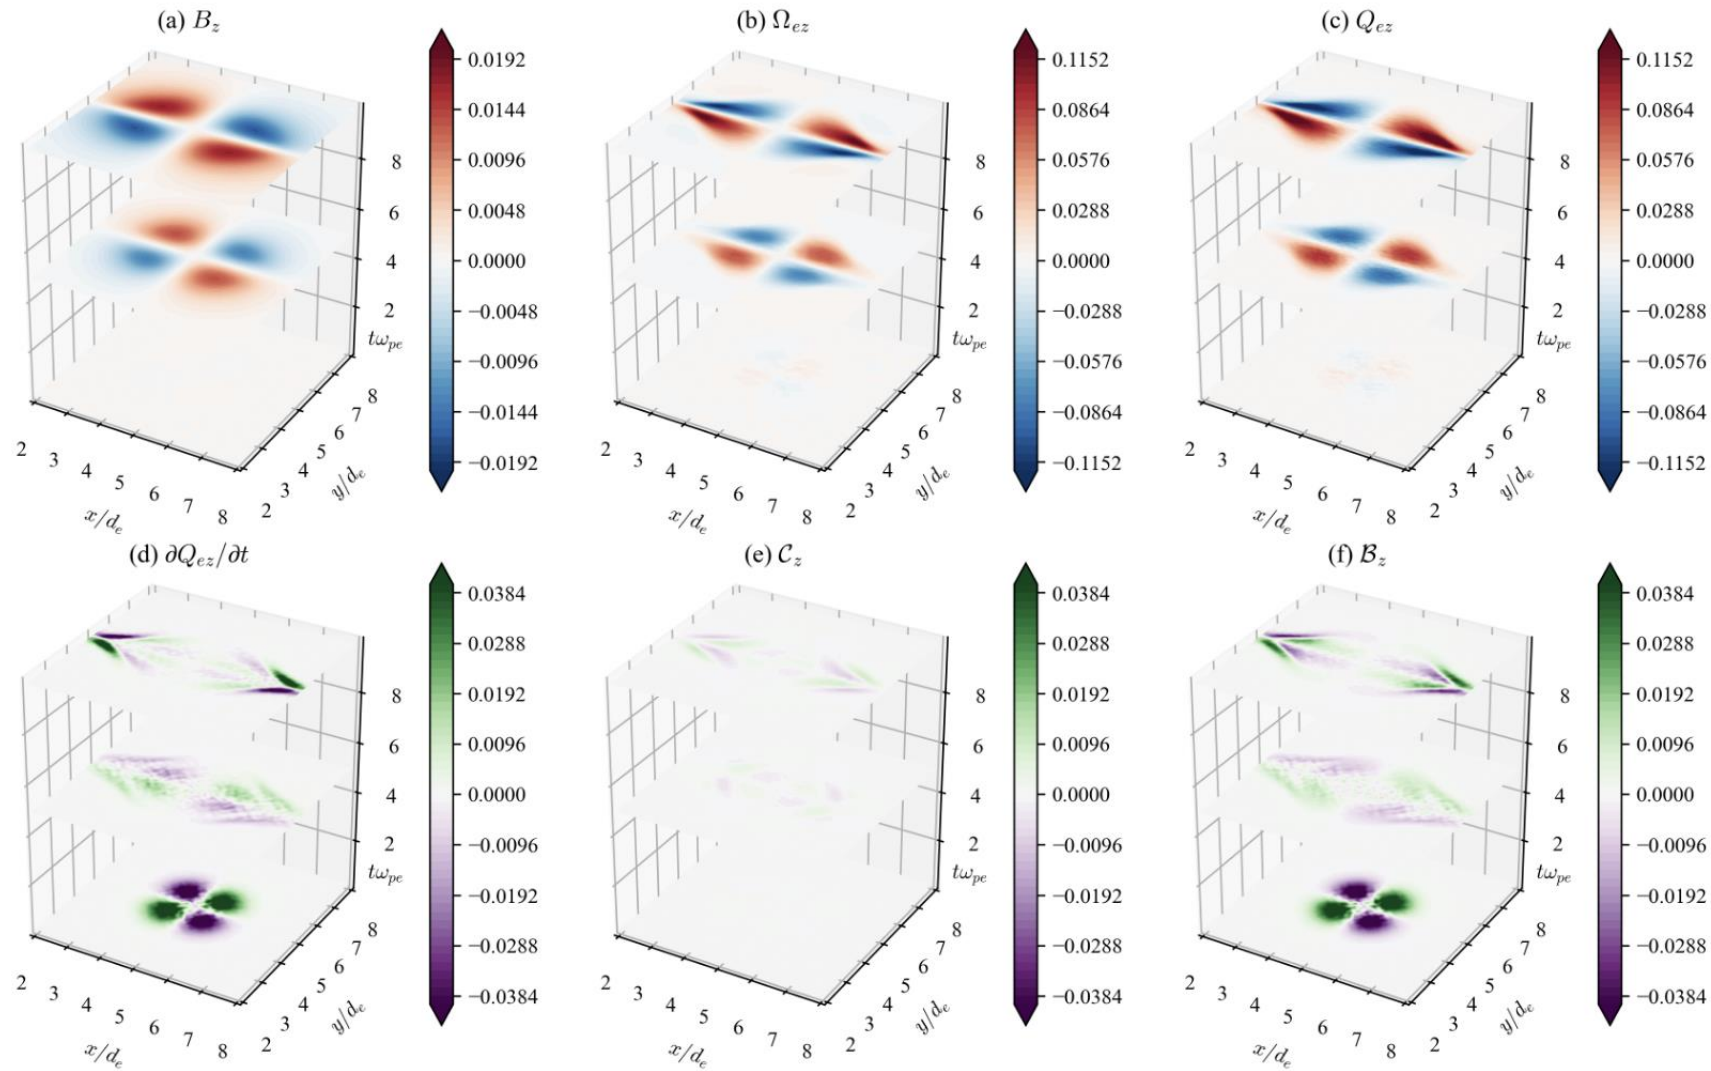 (a) B_z
0.0192
0.0144
0.0096
0.0048
0.0000
−0.0048
−0.0096
−0.0144
−0.0192
8
6
4
2
tω_pe
2 3 4 5 6 7 8
x/d_e
2 3 4 5 6 7 8
y/d_e
(b) Ω_ez
0.1152
0.0864
0.0576
0.0288
0.0000
−0.0288
−0.0576
−0.0864
−0.1152
8
6
4
2
tω_pe
2 3 4 5 6 7 8
x/d_e
2 3 4 5 6 7 8
y/d_e
(c) Q_ez
0.1152
0.0864
0.0576
0.0288
0.0000
−0.0288
−0.0576
−0.0864
−0.1152
8
6
4
2
tω_pe
2 3 4 5 6 7 8
x/d_e
2 3 4 5 6 7 8
y/d_e
(d) ∂Q_ez/∂t
0.0384
0.0288
0.0192
0.0096
0.0000
−0.0096
−0.0192
−0.0288
−0.0384
8
6
4
2
tω_pe
2 3 4 5 6 7 8
x/d_e
2 3 4 5 6 7 8
y/d_e
(e) 𝒞_z
0.0384
0.0288
0.0192
0.0096
0.0000
−0.0096
−0.0192
−0.0288
−0.0384
8
6
4
2
tω_pe
2 3 4 5 6 7 8
x/d_e
2 3 4 5 6 7 8
y/d_e
(f) ℬ_z
0.0384
0.0288
0.0192
0.0096
0.0000
−0.0096
−0.0192
−0.0288
−0.0384
8
6
4
2
tω_pe
2 3 4 5 6 7 8
x/d_e
2 3 4 5 6 7 8
y/d_e